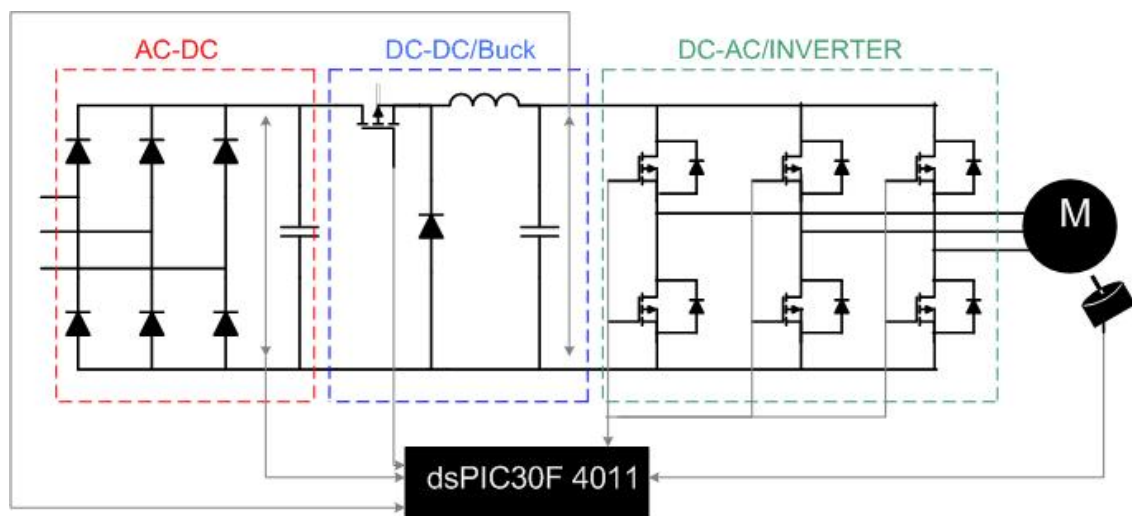 AC-DC
DC-DC/Buck
DC-AC/INVERTER
M
dsPIC30F 4011